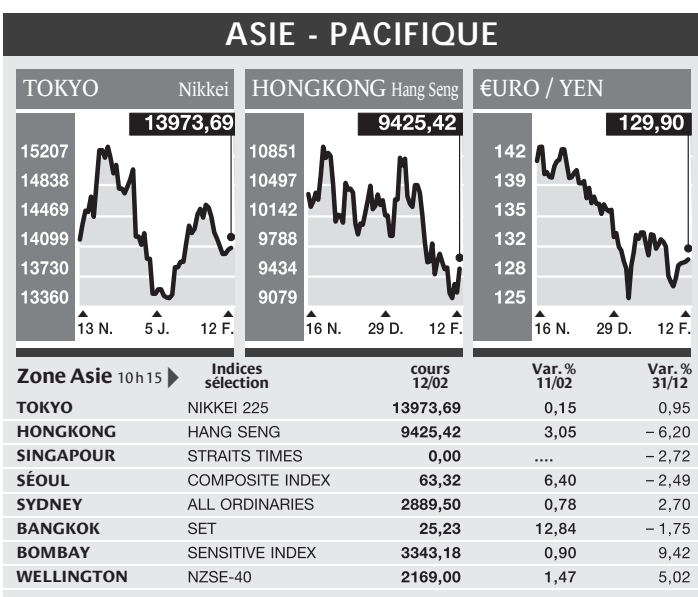 ASIE - PACIFIQUE
TOKYO Nikkei
13973,69
15207
14838
14469
14099
13730
13360
13 N. 5 J. 12 F.
HONGKONG Hang Seng
9425,42
10851
10497
10142
9788
9434
9079
16 N. 29 D. 12 F.
€URO / YEN
129,90
142
139
135
132
128
125
16 N. 29 D. 12 F.
Zone Asie 10h15 Indices sélection cours 12/02 Var. % 11/02 Var. % 31/12
TOKYO NIKKEI 225 13973,69 0,15 0,95
HONGKONG HANG SENG 9425,42 3,05 – 6,20
SINGAPOUR STRAITS TIMES 0,00 .... – 2,72
SÉOUL COMPOSITE INDEX 63,32 6,40 – 2,49
SYDNEY ALL ORDINARIES 2889,50 0,78 2,70
BANGKOK SET 25,23 12,84 – 1,75
BOMBAY SENSITIVE INDEX 3343,18 0,90 9,42
WELLINGTON NZSE-40 2169,00 1,47 5,02